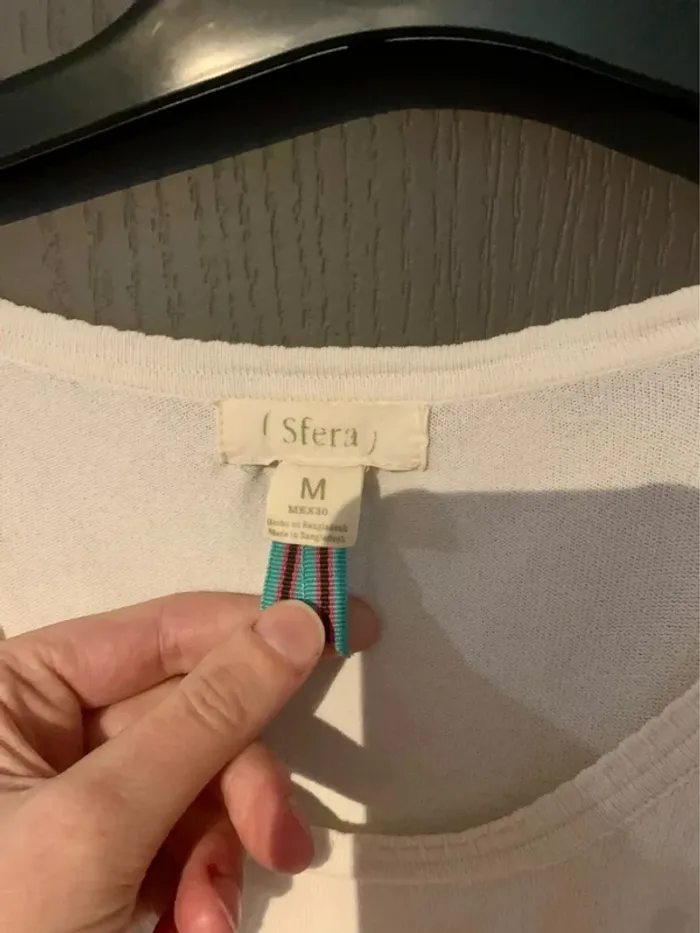 ( Sfera )
M
MEX30
Hecho en Bangladesh
Made in Bangladesh